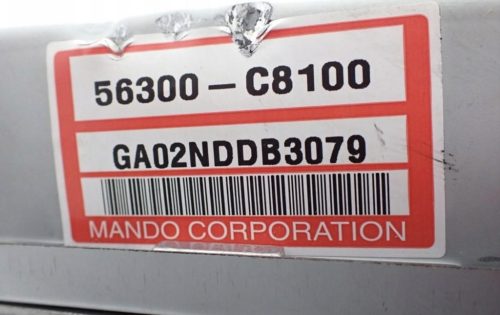 56300-C8100
GA02NDDB3079
MANDO CORPORATION